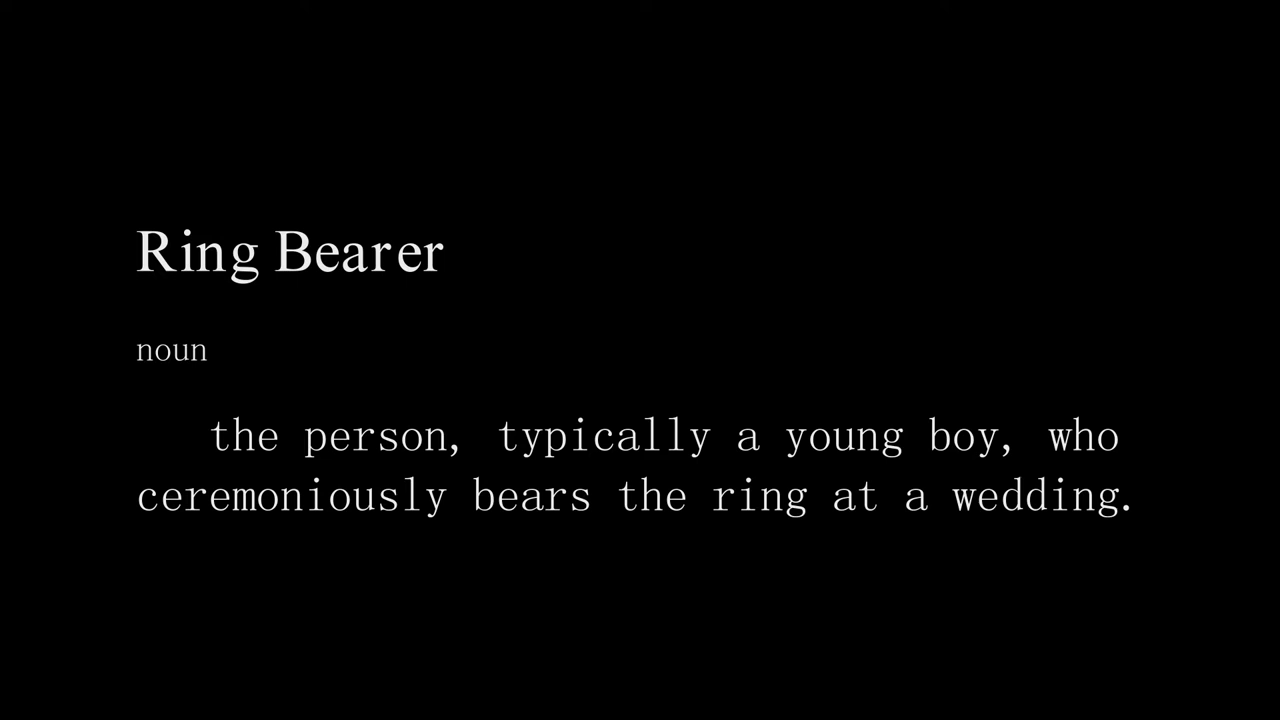 Ring Bearer
noun
the person, typically a young boy, who
ceremoniously bears the ring at a wedding.